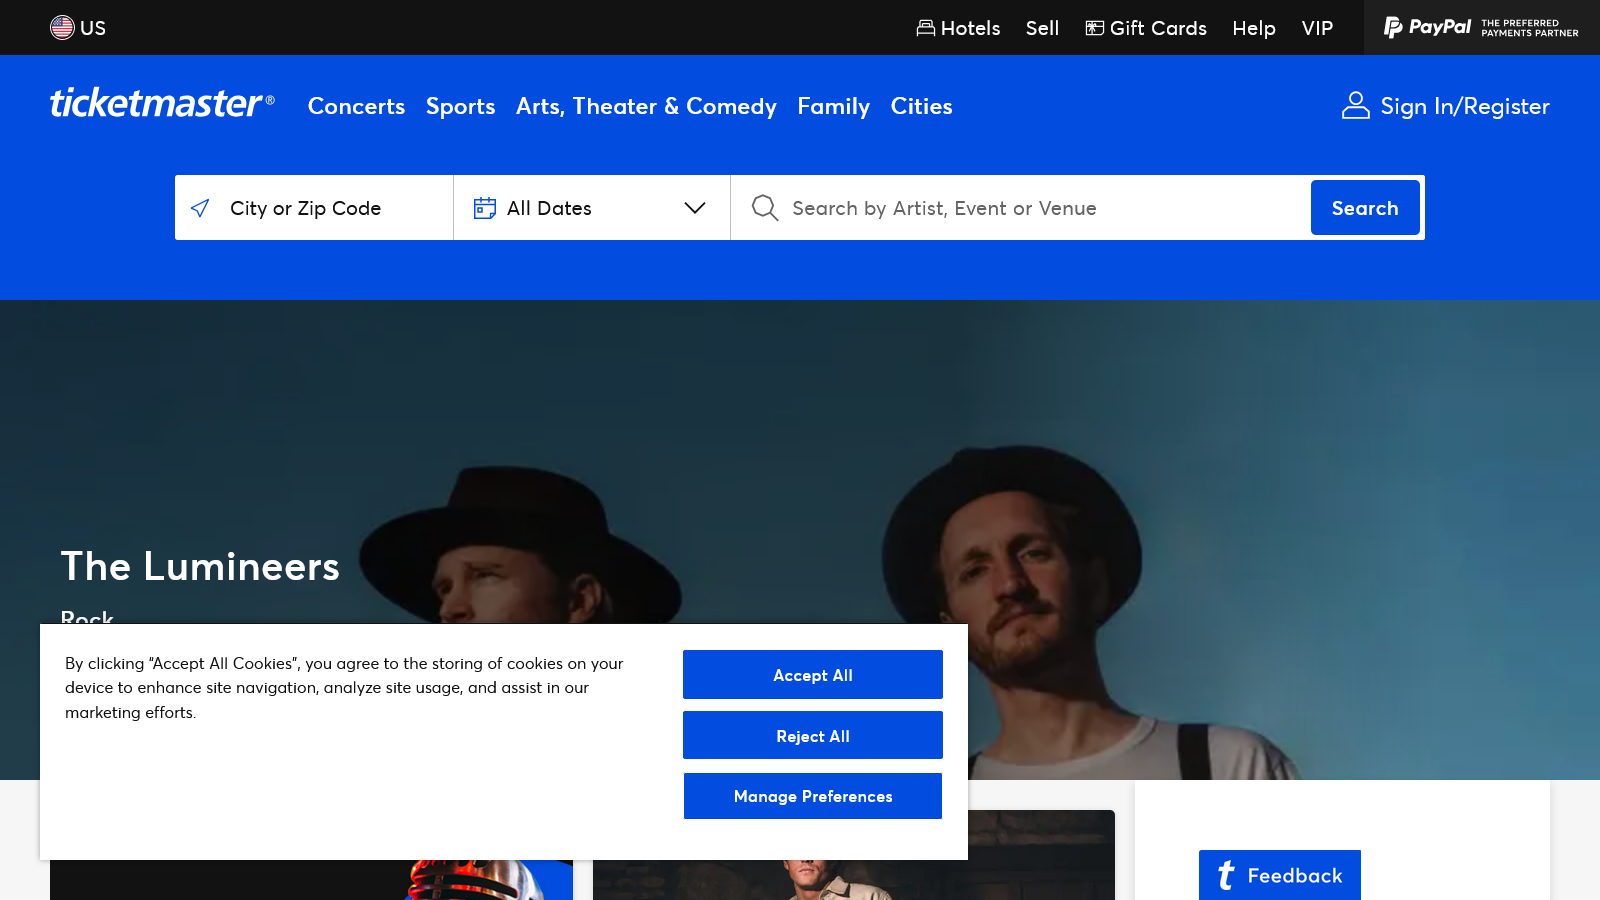 US
Hotels
Sell
Gift Cards
Help
VIP
PayPal
THE PREFERRED
PAYMENTS PARTNER
ticketmaster®
Concerts
Sports
Arts, Theater & Comedy
Family
Cities
Sign In/Register
City or Zip Code
All Dates
Search by Artist, Event or Venue
Search
The Lumineers
Rock
By clicking “Accept All Cookies”, you agree to the storing of cookies on your
device to enhance site navigation, analyze site usage, and assist in our
marketing efforts.
Accept All
Reject All
Manage Preferences
t Feedback